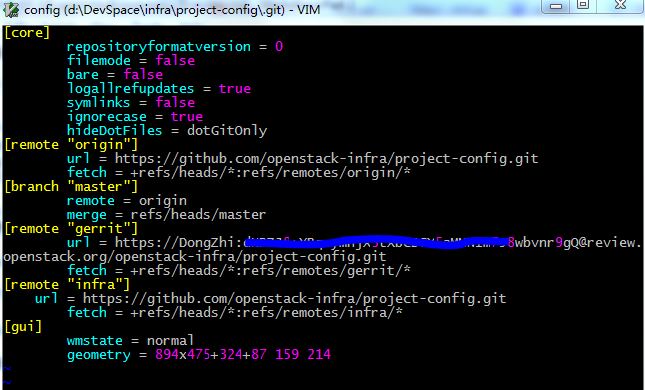 config (d:\DevSpace\infra\project-config\.git) - VIM
[core]
repositoryformatversion = 0
filemode = false
bare = false
logallrefupdates = true
symlinks = false
ignorecase = true
hideDotFiles = dotGitOnly
[remote "origin"]
url = https://github.com/openstack-infra/project-config.git
fetch = +refs/heads/*:refs/remotes/origin/*
[branch "master"]
remote = origin
merge = refs/heads/master
[remote "gerrit"]
url = https://DongZhi: @review.
openstack.org/openstack-infra/project-config.git
fetch = +refs/heads/*:refs/remotes/gerrit/*
[remote "infra"]
url = https://github.com/openstack-infra/project-config.git
fetch = +refs/heads/*:refs/remotes/infra/*
[gui]
wmstate = normal
geometry = 894x475+324+87 159 214
~
~